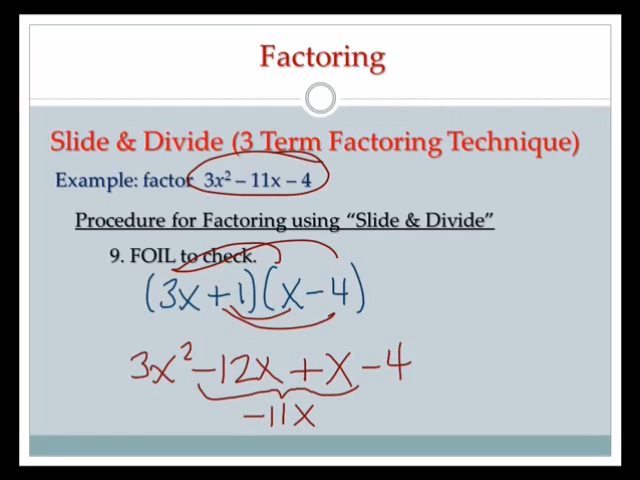 Factoring
Slide & Divide (3 Term Factoring Technique)
Example: factor 3x² – 11x – 4
Procedure for Factoring using “Slide & Divide”
9. FOIL to check.
(3x + 1)(x – 4)
3x² – 12x + x – 4
–11x